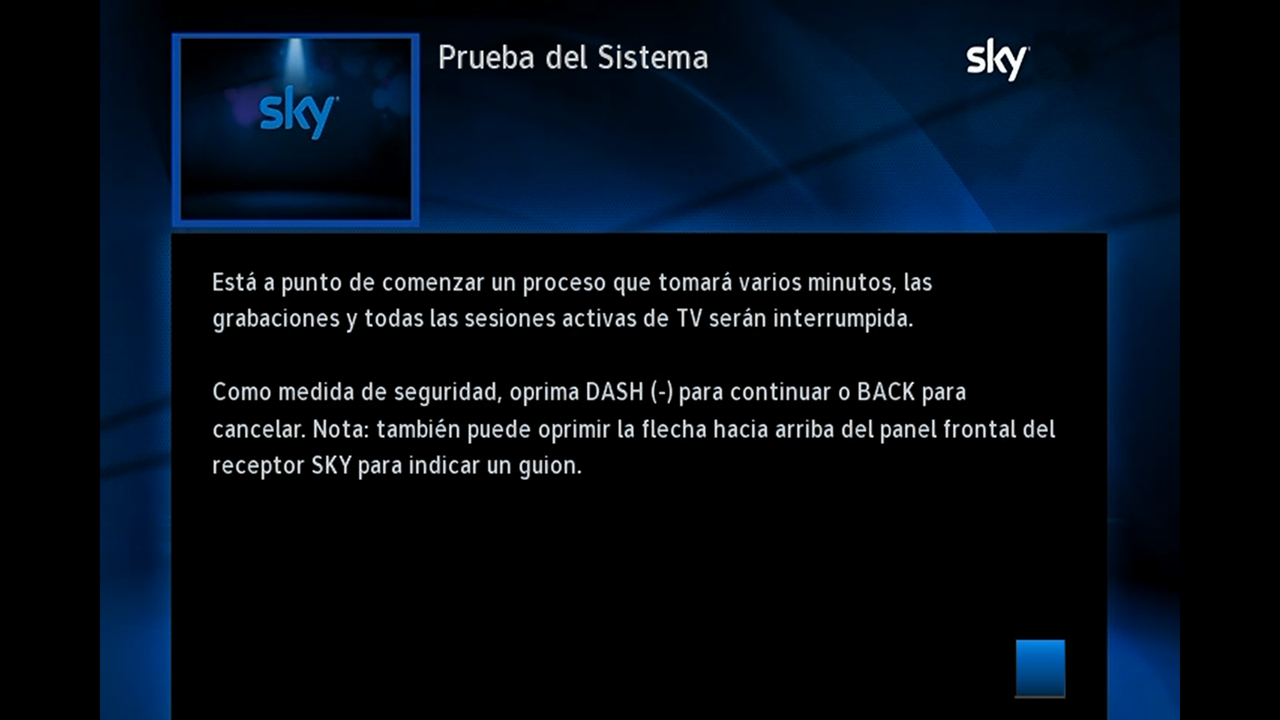 sky
Prueba del Sistema
sky
Está a punto de comenzar un proceso que tomará varios minutos, las
grabaciones y todas las sesiones activas de TV serán interrumpida.
Como medida de seguridad, oprima DASH (-) para continuar o BACK para
cancelar. Nota: también puede oprimir la flecha hacia arriba del panel frontal del
receptor SKY para indicar un guion.